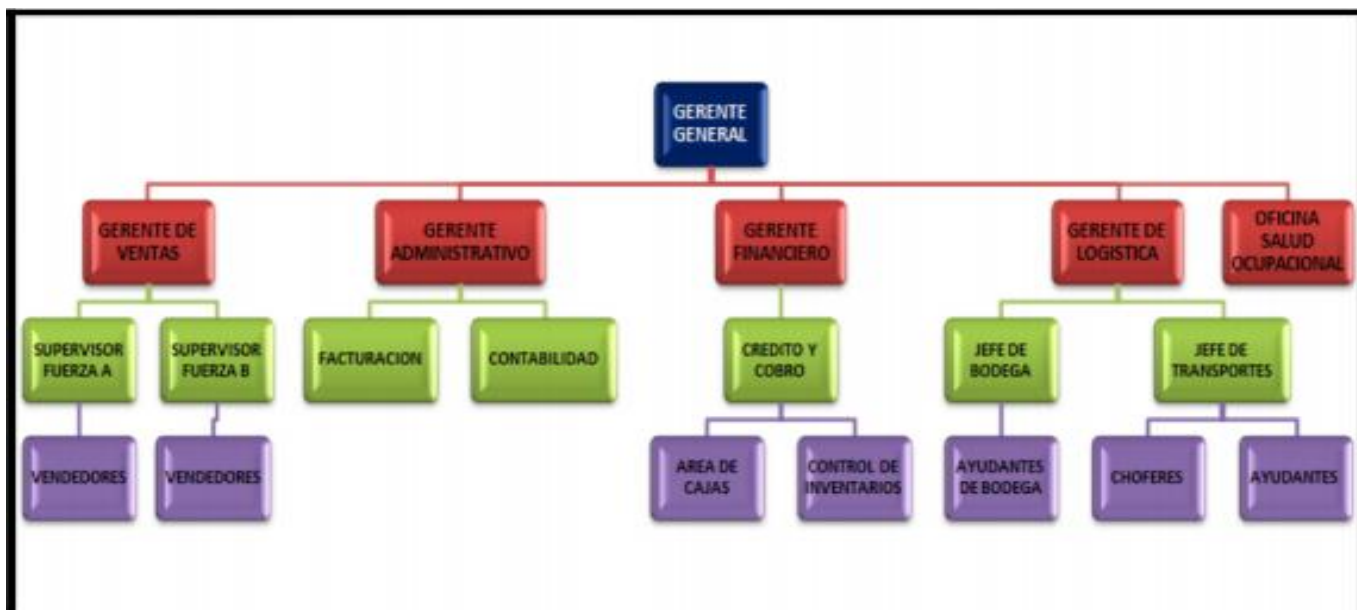 GERENTE
GENERAL
GERENTE DE
VENTAS
GERENTE
ADMINISTRATIVO
GERENTE
FINANCIERO
GERENTE DE
LOGISTICA
OFICINA
SALUD
OCUPACIONAL
SUPERVISOR
FUERZA A
SUPERVISOR
FUERZA B
FACTURACION
CONTABILIDAD
CREDITO Y
COBRO
JEFE DE
BODEGA
JEFE DE
TRANSPORTES
VENDEDORES
VENDEDORES
AREA DE
CAJAS
CONTROL DE
INVENTARIOS
AYUDANTES
DE BODEGA
CHOFERES
AYUDANTES